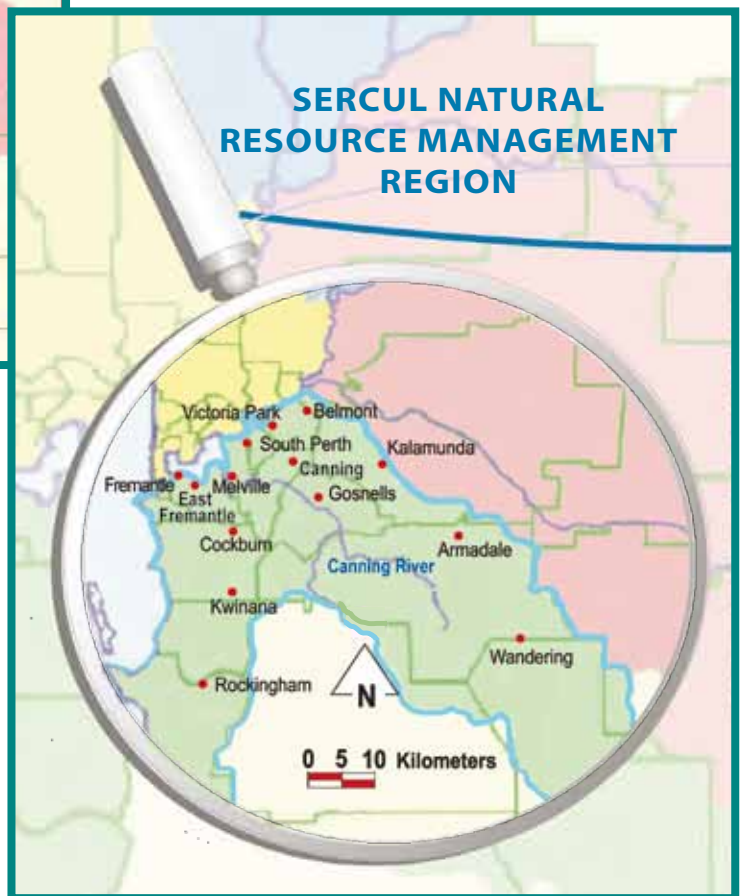 SERCUL NATURAL
RESOURCE MANAGEMENT
REGION
Victoria Park
Belmont
South Perth
Kalamunda
Canning
Fremantle
Melville
Gosnells
East
Fremantle
Cockburn
Armadale
Canning River
Kwinana
Wandering
Rockingham
N
0 5 10 Kilometers